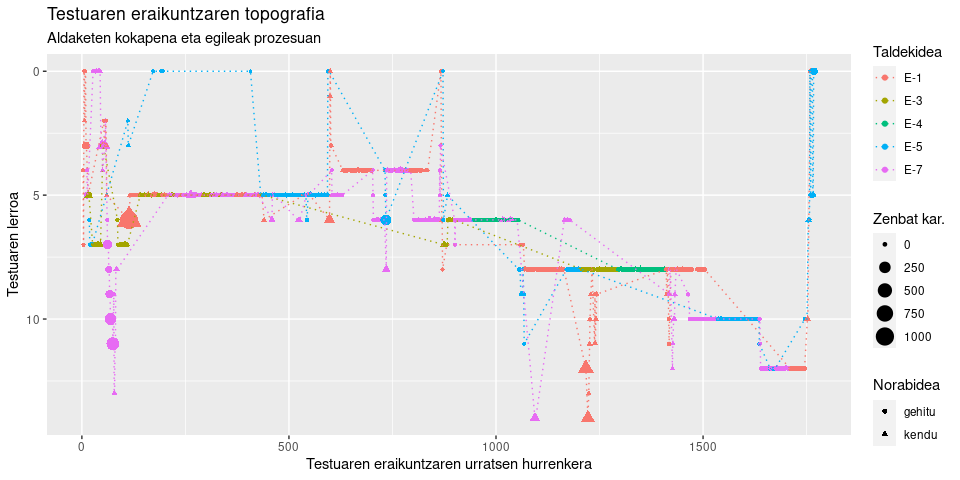 Testuaren eraikuntzaren topografia
Aldaketen kokapena eta egileak prozesuan
Testuaren lerroa
0
5
10
0
500
1000
1500
Testuaren eraikuntzaren urratsen hurrenkera
Taldekidea
E-1
E-3
E-4
E-5
E-7
Zenbat kar.
0
250
500
750
1000
Norabidea
gehitu
kendu